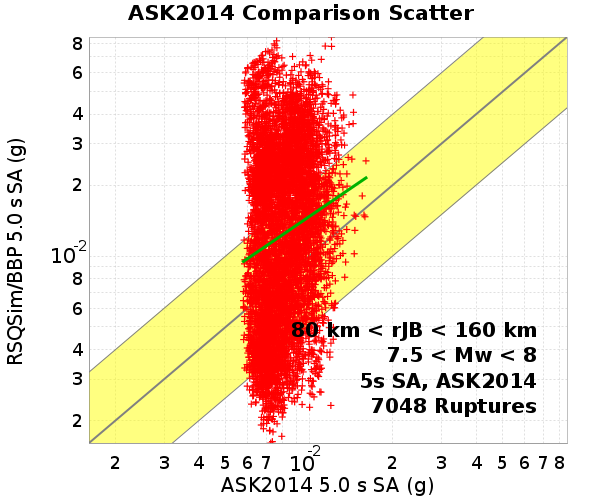 ASK2014 Comparison Scatter
RSQSim/BBP 5.0 s SA (g)
8
6
4
3
2
10-2
8
6
4
3
2
80 km < rJB < 160 km
7.5 < Mw < 8
5s SA, ASK2014
7048 Ruptures
2 3 4 5 6 7 10-2 2 3 4 5 6 7 8
ASK2014 5.0 s SA (g)